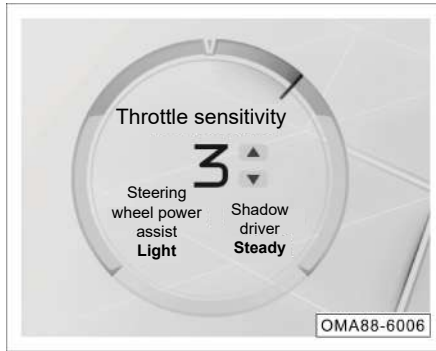 Throttle sensitivity
3
Steering
wheel power
assist
Light
Shadow
driver
Steady
OMA88-6006